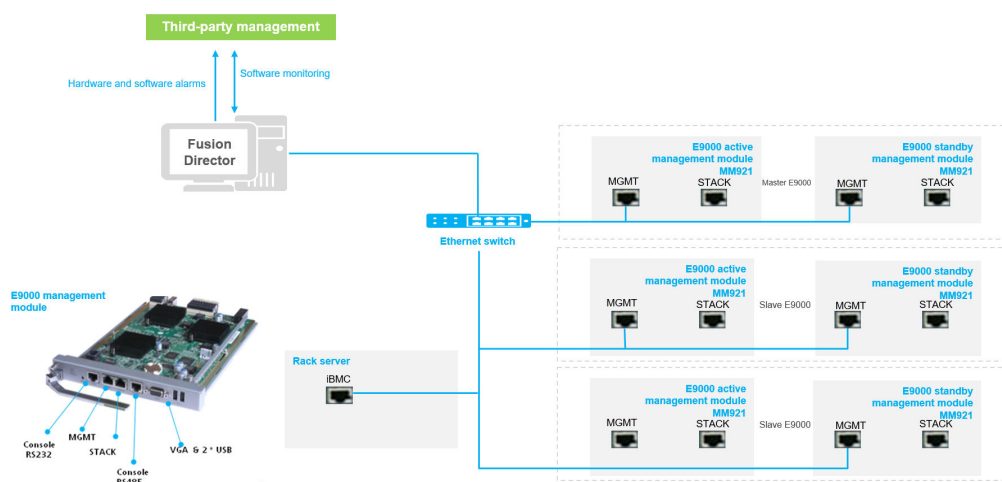 Third-party management
Hardware and software alarms
Software monitoring
Fusion
Director
Ethernet switch
E9000 active
management module
MM921
MGMT
STACK
Master E9000
E9000 standby
management module
MM921
MGMT
STACK
E9000 active
management module
MM921
MGMT
STACK
Slave E9000
E9000 standby
management module
MM921
MGMT
STACK
E9000 active
management module
MM921
MGMT
STACK
Slave E9000
E9000 standby
management module
MM921
MGMT
STACK
Rack server
iBMC
E9000 management
module
Console
RS232
MGMT
STACK
Console
RS485
VGA & 2 * USB